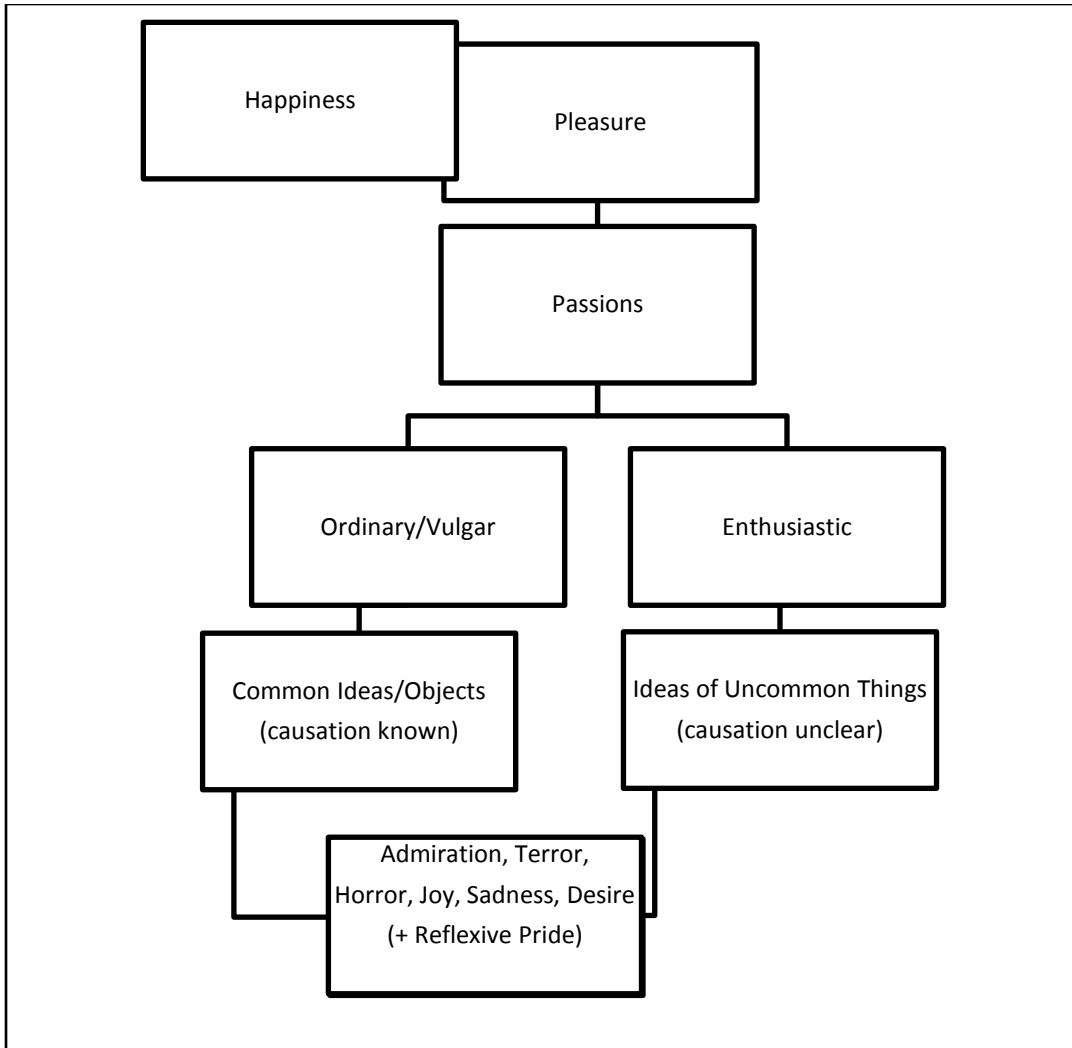 Happiness
Pleasure
Passions
Ordinary/Vulgar
Enthusiastic
Common Ideas/Objects
(causation known)
Ideas of Uncommon Things
(causation unclear)
Admiration, Terror,
Horror, Joy, Sadness, Desire
(+ Reflexive Pride)